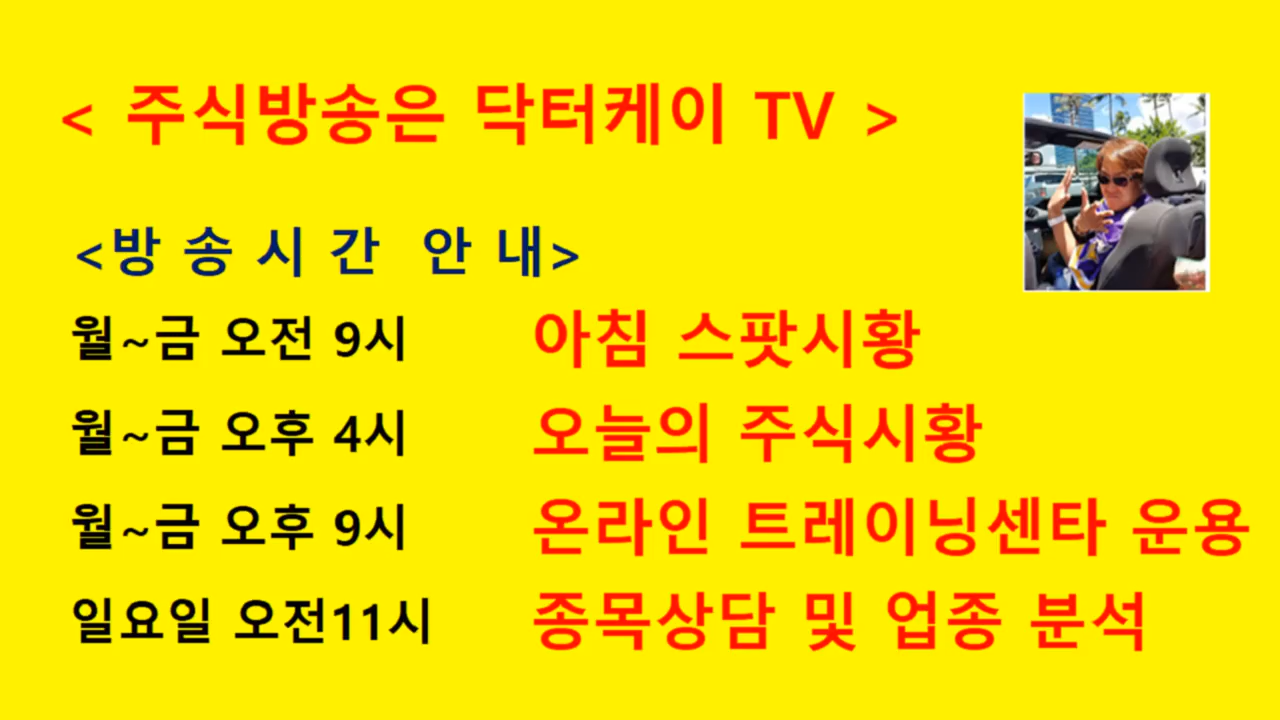 < 주식방송은 닥터케이 TV >
<방 송 시 간 안 내>
월~금 오전 9시 아침 스팟시황
월~금 오후 4시 오늘의 주식시황
월~금 오후 9시 온라인 트레이닝센타 운용
일요일 오전11시 종목상담 및 업종 분석